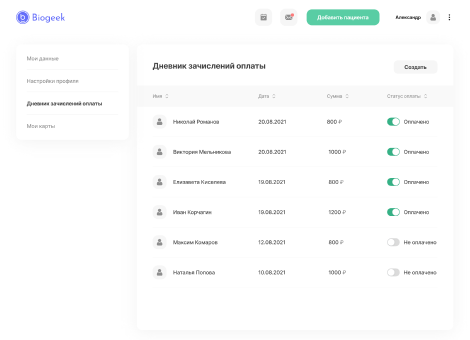 Biogeek
Добавить пациента
Александр
Мои данные
Настройки профиля
Дневник зачислений оплаты
Мои карты
Дневник зачислений оплаты
Создать
Имя
Дата
Сумма
Статус оплаты
Николай Романов 20.08.2021 800 ₽ Оплачено
Виктория Мельникова 20.08.2021 1000 ₽ Оплачено
Елизавета Киселева 19.08.2021 800 ₽ Оплачено
Иван Корчагин 19.08.2021 1200 ₽ Оплачено
Максим Комаров 12.08.2021 800 ₽ Не оплачено
Наталья Попова 10.08.2021 1000 ₽ Не оплачено